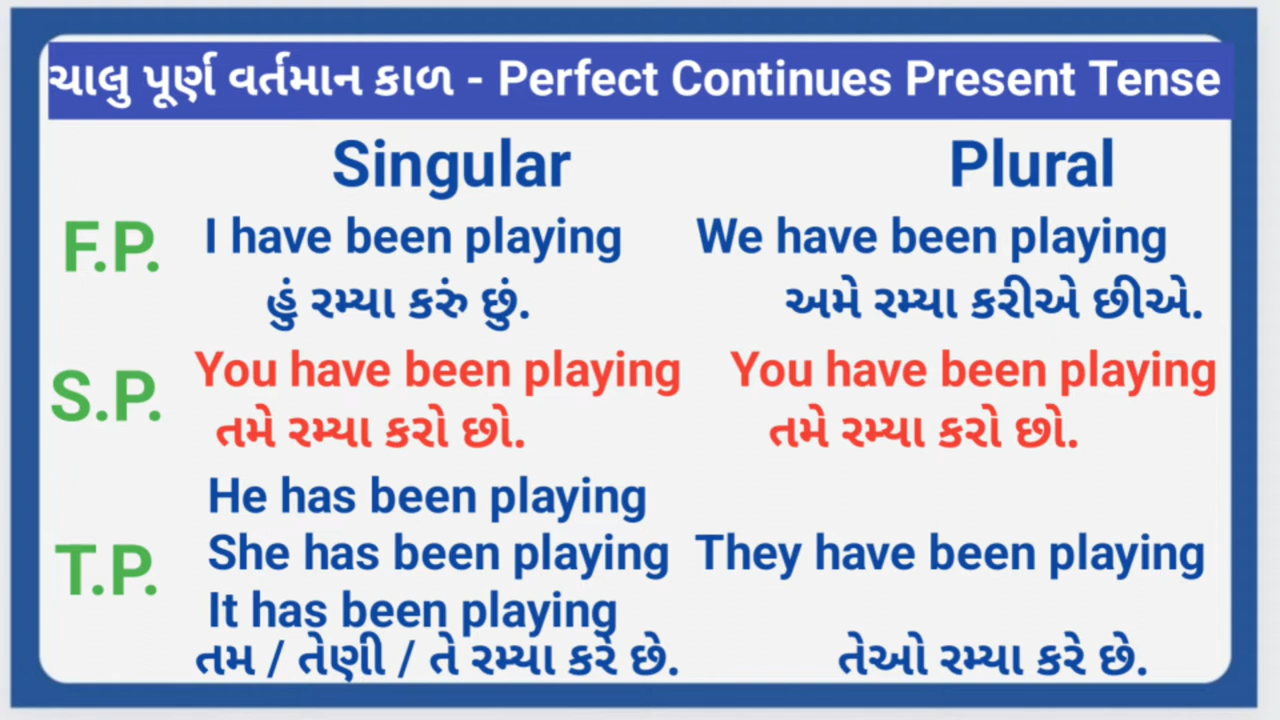 ચાલુ પૂર્ણ વર્તમાન કાળ - Perfect Continues Present Tense
Singular Plural
F.P. I have been playing We have been playing
હું રમ્યા કરું છું. અમે રમ્યા કરીએ છીએ.
S.P. You have been playing You have been playing
તમે રમ્યા કરો છો. તમે રમ્યા કરો છો.
He has been playing
T.P. She has been playing They have been playing
It has been playing
તમ / તેણી / તે રમ્યા કરે છે. તેઓ રમ્યા કરે છે.